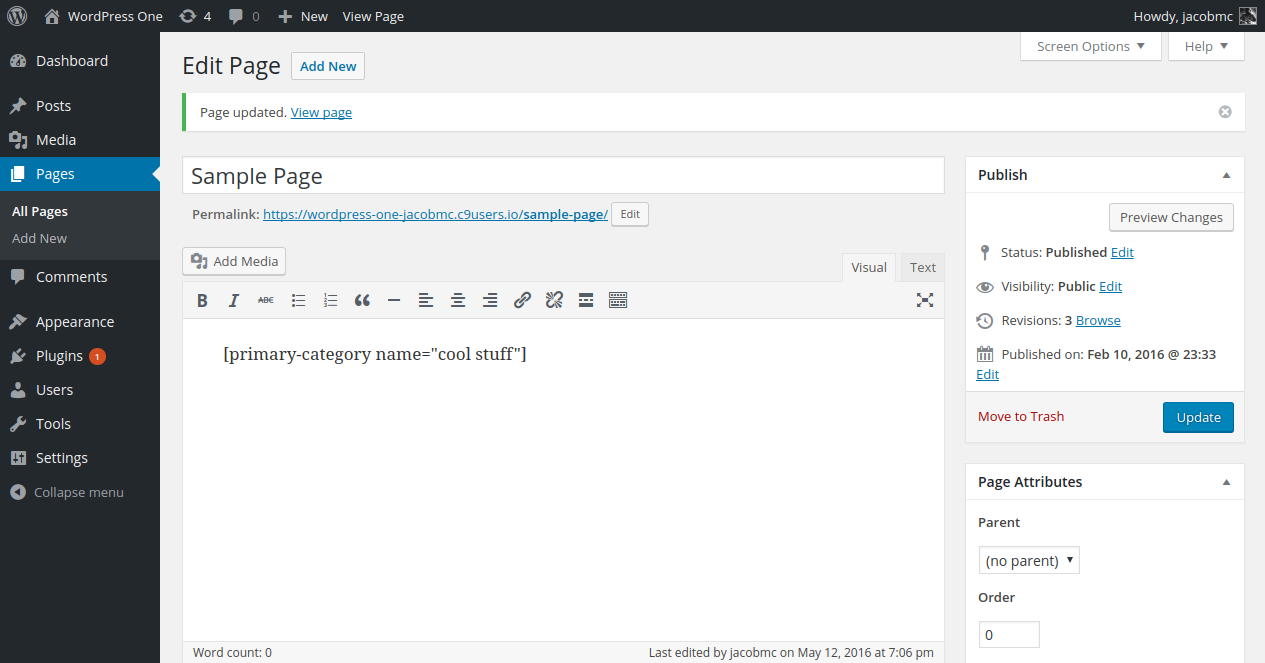 WordPress One 4 0 New View Page Howdy, jacobmc
Dashboard
Posts
Media
Pages
All Pages
Add New
Comments
Appearance
Plugins 1
Users
Tools
Settings
Collapse menu
Screen Options Help
Edit Page Add New
Page updated. View page
Sample Page
Permalink: https://wordpress-one-jacobmc.c9users.io/sample-page/ Edit
Add Media
Visual Text
B I ABC
[primary-category name="cool stuff"]
Word count: 0 Last edited by jacobmc on May 12, 2016 at 7:06 pm
Publish
Preview Changes
Status: Published Edit
Visibility: Public Edit
Revisions: 3 Browse
Published on: Feb 10, 2016 @ 23:33
Edit
Move to Trash Update
Page Attributes
Parent
(no parent)
Order
0